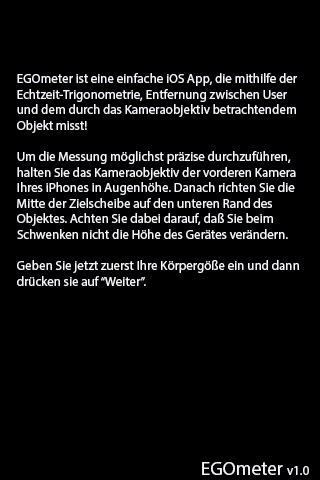 EGOmeter ist eine einfache iOS App, die mithilfe der
Echtzeit-Trigonometrie, Entfernung zwischen User
und dem durch das Kameraobjektiv betrachtendem
Objekt misst!
Um die Messung möglichst präzise durchzuführen,
halten Sie das Kameraobjektiv der vorderen Kamera
Ihres iPhones in Augenhöhe. Danach richten Sie die
Mitte der Zielscheibe auf den unteren Rand des
Objektes. Achten Sie dabei darauf, daß Sie beim
Schwenken nicht die Höhe des Gerätes verändern.
Geben Sie jetzt zuerst Ihre Körpergöße ein und dann
drücken sie auf “Weiter”.
EGOmeter v1.0